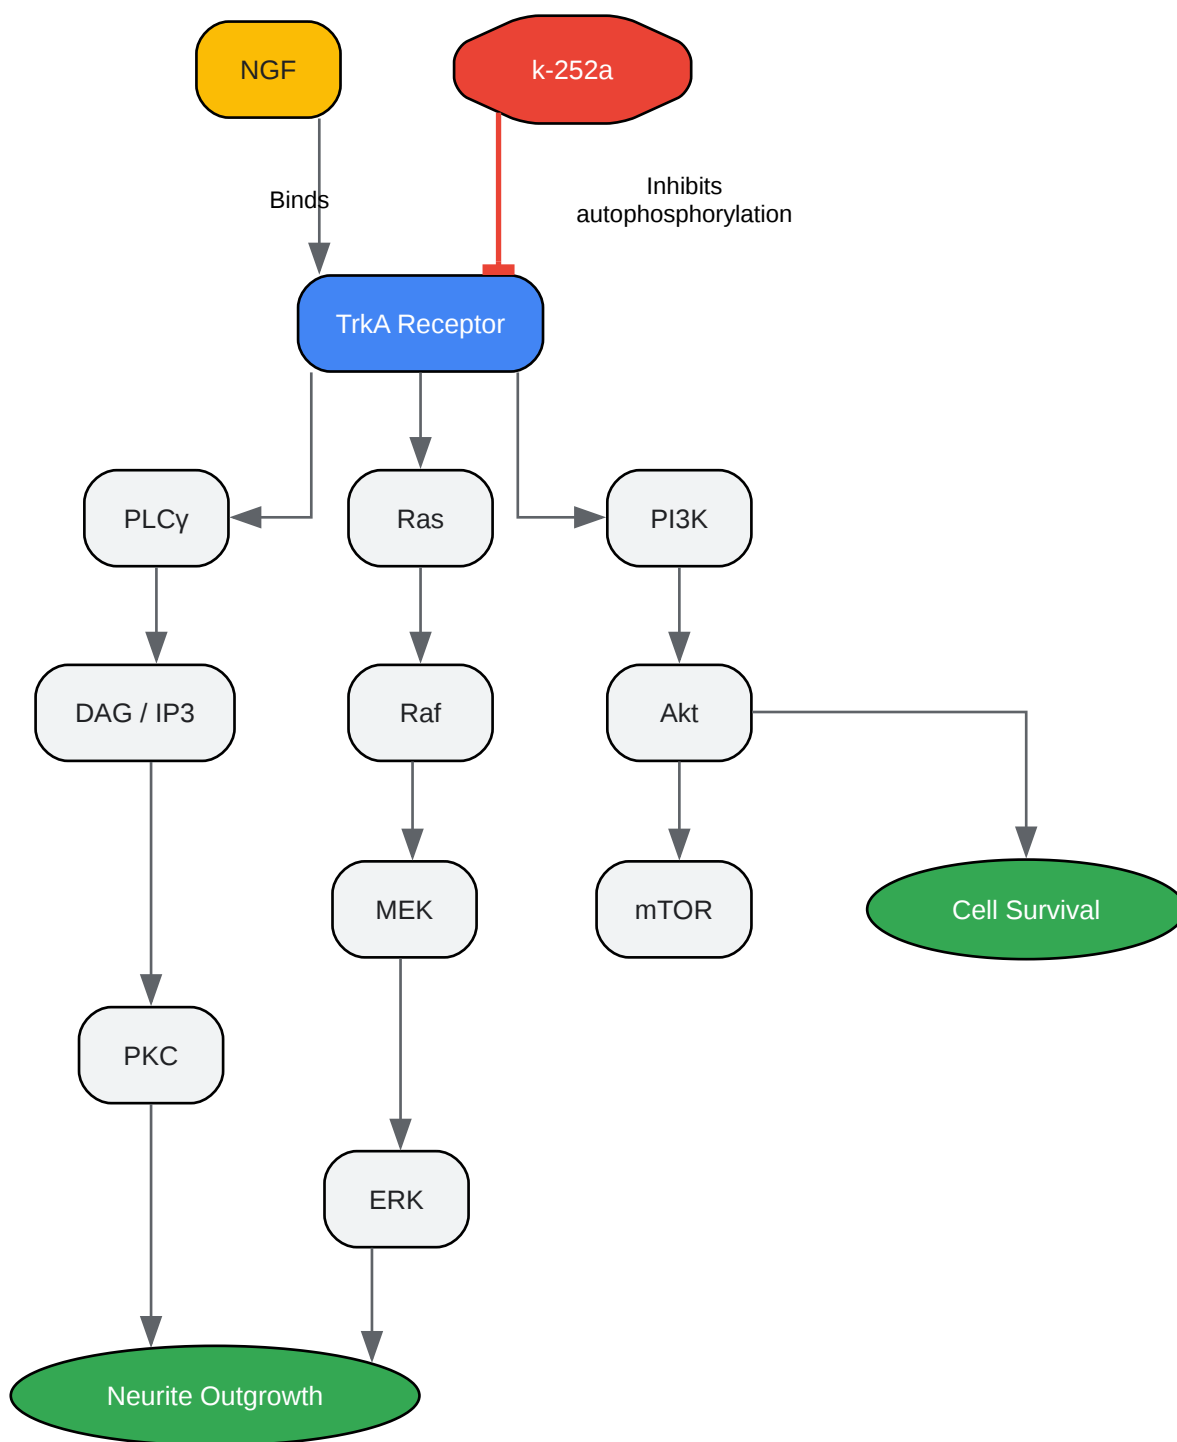 NGF
k-252a
Binds
Inhibits
autophosphorylation
TrkA Receptor
PLCγ
Ras
PI3K
DAG / IP3
Raf
Akt
MEK
mTOR
Cell Survival
PKC
ERK
Neurite Outgrowth